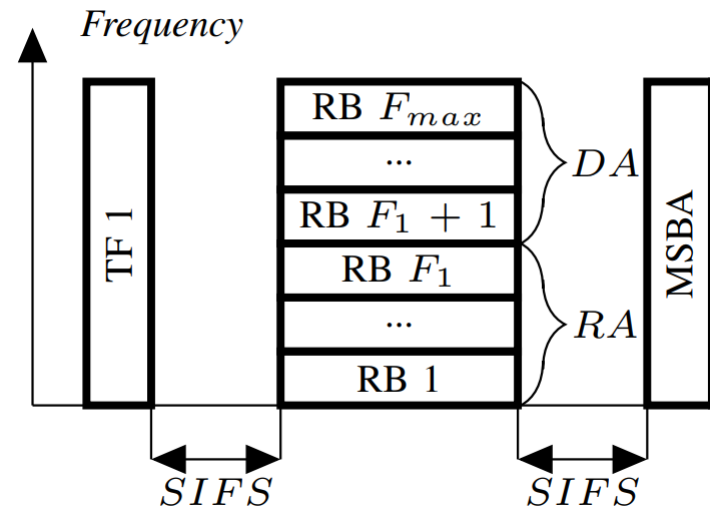 Frequency
TF 1
RB F_max
...
RB F_1 + 1
RB F_1
...
RB 1
DA
RA
MSBA
SIFS
SIFS